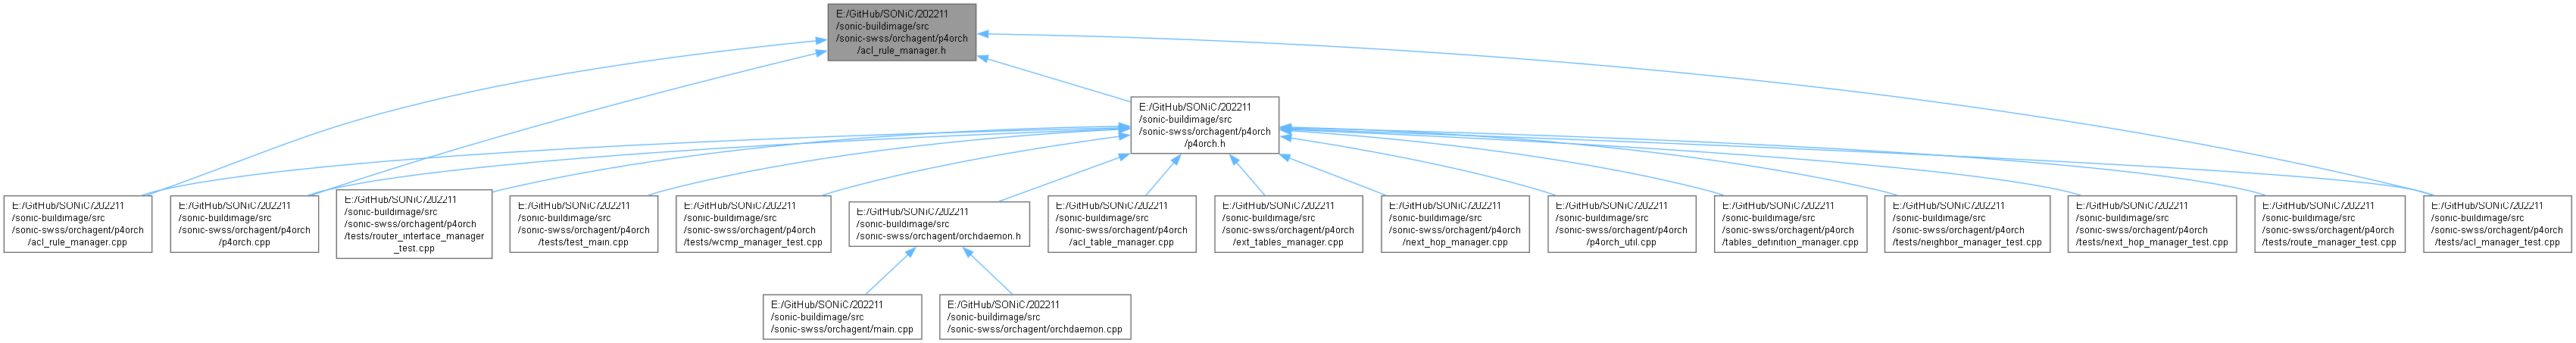 E:/GitHub/SONiC/202211
/sonic-buildimage/src
/sonic-swss/orchagent/p4orch
/acl_rule_manager.h
E:/GitHub/SONiC/202211
/sonic-buildimage/src
/sonic-swss/orchagent/p4orch
/p4orch.h
E:/GitHub/SONiC/202211
/sonic-buildimage/src
/sonic-swss/orchagent/p4orch
/acl_rule_manager.cpp
E:/GitHub/SONiC/202211
/sonic-buildimage/src
/sonic-swss/orchagent/p4orch
/p4orch.cpp
E:/GitHub/SONiC/202211
/sonic-buildimage/src
/sonic-swss/orchagent/p4orch
/tests/router_interface_manager
_test.cpp
E:/GitHub/SONiC/202211
/sonic-buildimage/src
/sonic-swss/orchagent/p4orch
/tests/test_main.cpp
E:/GitHub/SONiC/202211
/sonic-buildimage/src
/sonic-swss/orchagent/p4orch
/tests/wcmp_manager_test.cpp
E:/GitHub/SONiC/202211
/sonic-buildimage/src
/sonic-swss/orchagent/orchdaemon.h
E:/GitHub/SONiC/202211
/sonic-buildimage/src
/sonic-swss/orchagent/p4orch
/acl_table_manager.cpp
E:/GitHub/SONiC/202211
/sonic-buildimage/src
/sonic-swss/orchagent/p4orch
/ext_tables_manager.cpp
E:/GitHub/SONiC/202211
/sonic-buildimage/src
/sonic-swss/orchagent/p4orch
/next_hop_manager.cpp
E:/GitHub/SONiC/202211
/sonic-buildimage/src
/sonic-swss/orchagent/p4orch
/p4orch_util.cpp
E:/GitHub/SONiC/202211
/sonic-buildimage/src
/sonic-swss/orchagent/p4orch
/tables_definition_manager.cpp
E:/GitHub/SONiC/202211
/sonic-buildimage/src
/sonic-swss/orchagent/p4orch
/tests/neighbor_manager_test.cpp
E:/GitHub/SONiC/202211
/sonic-buildimage/src
/sonic-swss/orchagent/p4orch
/tests/next_hop_manager_test.cpp
E:/GitHub/SONiC/202211
/sonic-buildimage/src
/sonic-swss/orchagent/p4orch
/tests/route_manager_test.cpp
E:/GitHub/SONiC/202211
/sonic-buildimage/src
/sonic-swss/orchagent/p4orch
/tests/acl_manager_test.cpp
E:/GitHub/SONiC/202211
/sonic-buildimage/src
/sonic-swss/orchagent/main.cpp
E:/GitHub/SONiC/202211
/sonic-buildimage/src
/sonic-swss/orchagent/orchdaemon.cpp